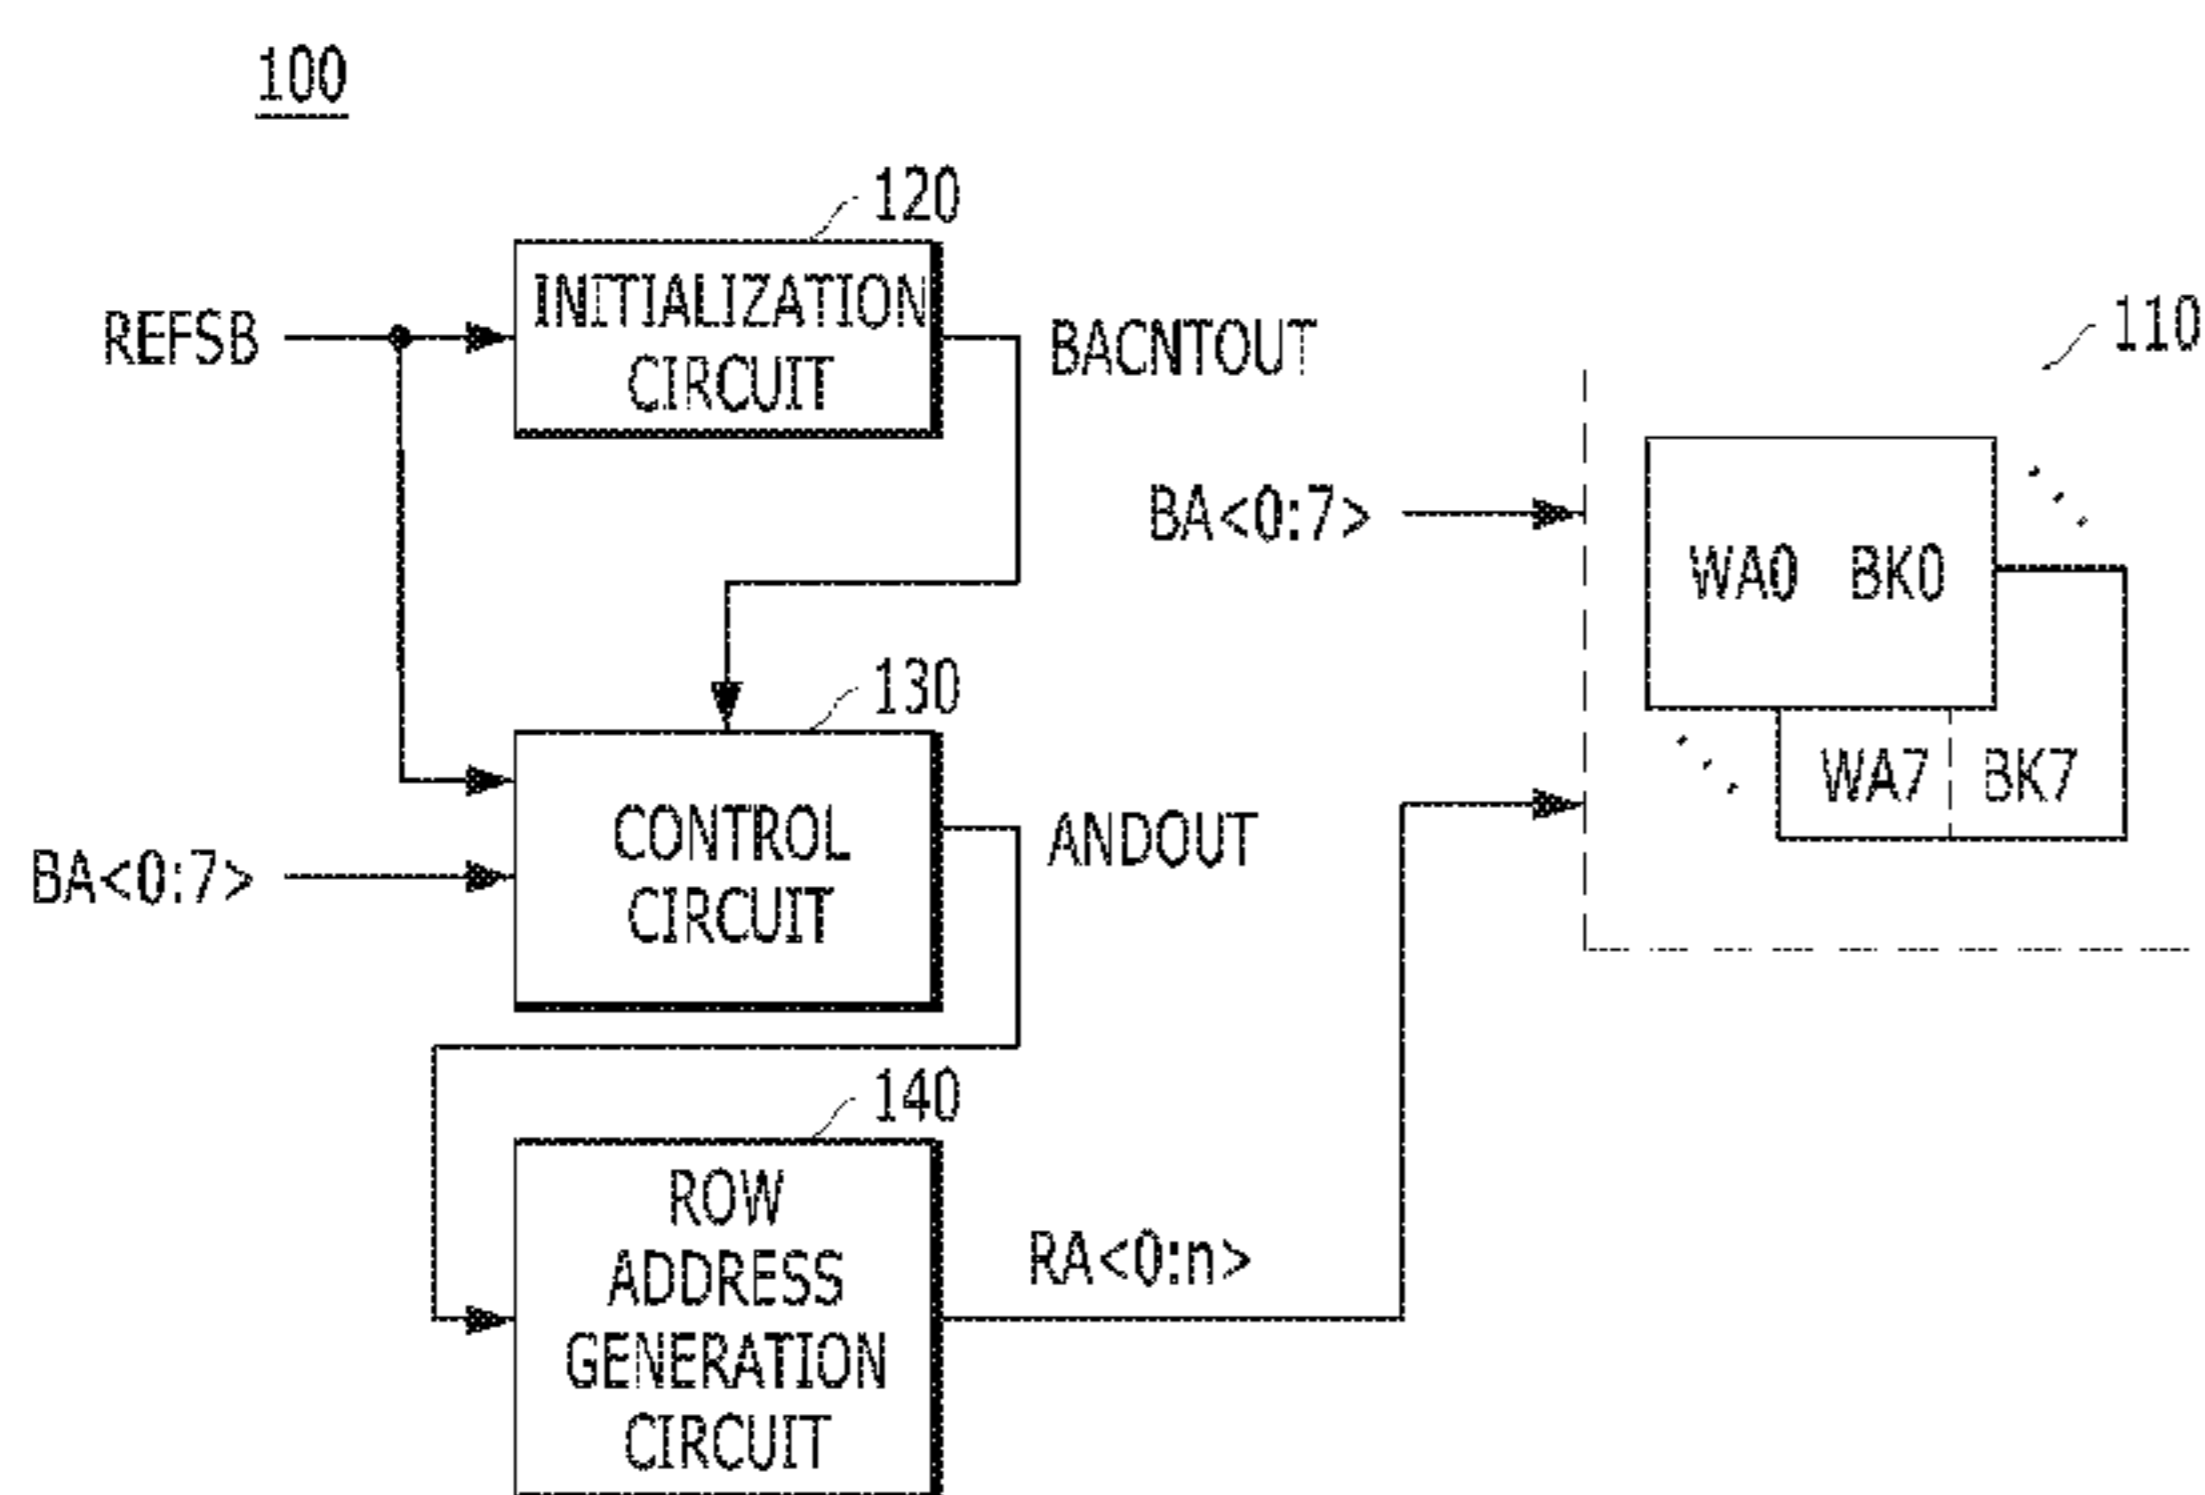 100
120
INITIALIZATION
CIRCUIT
REFSB
BACNTOUT
110
BA<0:7>
WA0 BK0
130
WA7 BK7
CONTROL
CIRCUIT
ANDOUT
BA<0:7>
140
ROW
ADDRESS
GENERATION
CIRCUIT
RA<0:n>